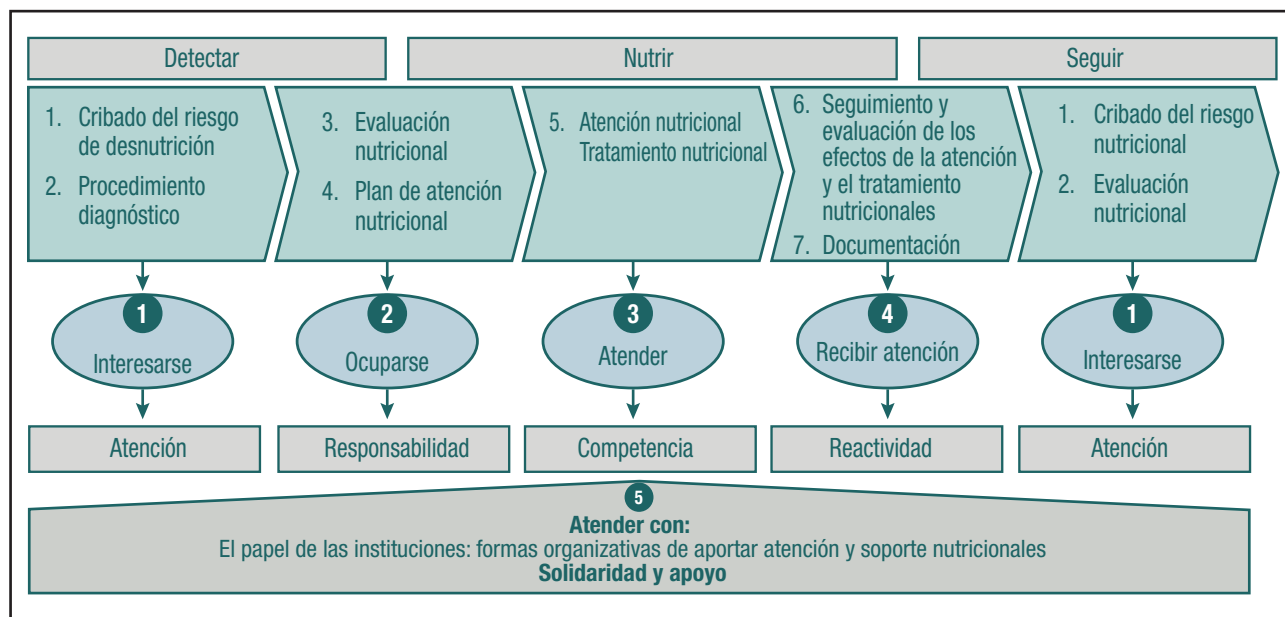 Detectar
Nutrir
Seguir
1. Cribado del riesgo
de desnutrición
2. Procedimiento
diagnóstico
3. Evaluación
nutricional
4. Plan de atención
nutricional
5. Atención nutricional
Tratamiento nutricional
6. Seguimiento y
evaluación de los
efectos de la atención
y el tratamiento
nutricionales
7. Documentación
1. Cribado del riesgo
nutricional
2. Evaluación
nutricional
1
Interesarse
2
Ocuparse
3
Atender
4
Recibir atención
1
Interesarse
Atención
Responsabilidad
Competencia
Reactividad
Atención
5
Atender con:
El papel de las instituciones: formas organizativas de aportar atención y soporte nutricionales
Solidaridad y apoyo